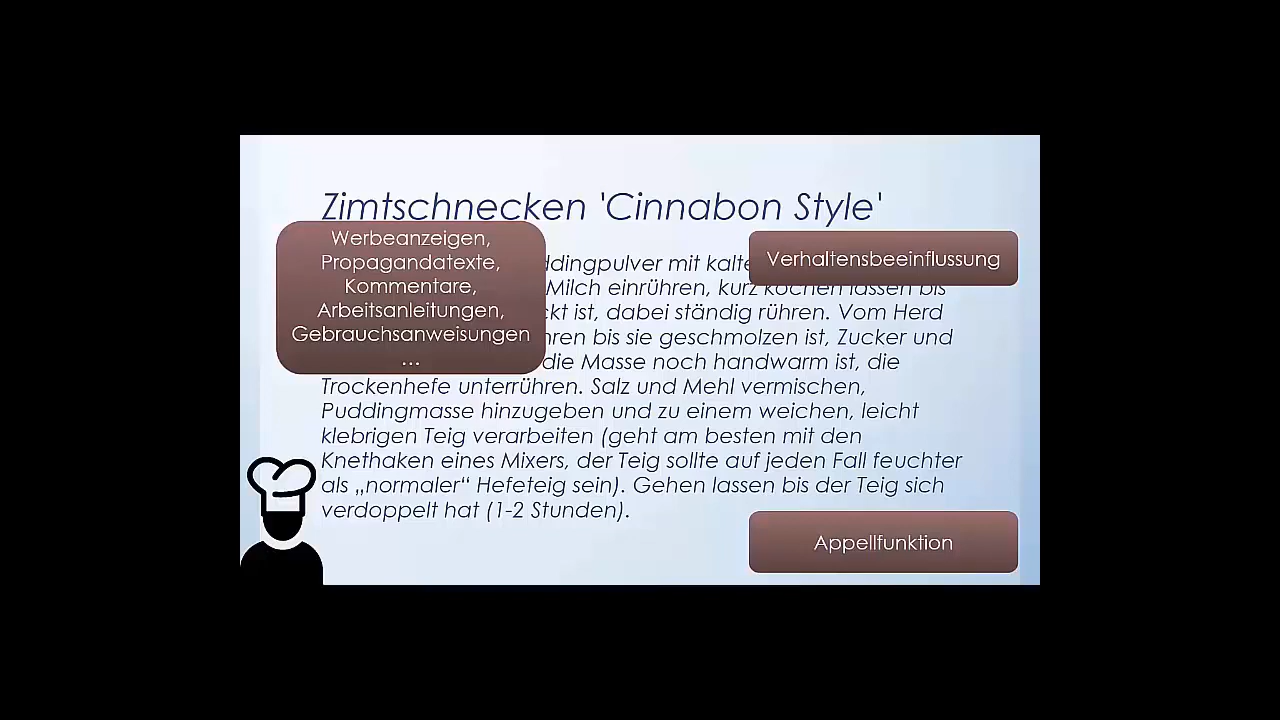 Zimtschnecken 'Cinnabon Style'
Werbeanzeigen,
Propagandatexte,
Kommentare,
Arbeitsanleitungen,
Gebrauchsanweisungen
...
Verhaltensbeeinflussung
mit
Milch einrühren, kurz kochen lassen bis
ist, dabei ständig rühren. Vom Herd
bis sie geschmolzen ist, Zucker und
die Masse noch handwarm ist, die
Trockenhefe unterrühren. Salz und Mehl vermischen,
Puddingmasse hinzugeben und zu einem weichen, leicht
klebrigen Teig verarbeiten (geht am besten mit den
Knethaken eines Mixers, der Teig sollte auf jeden Fall feuchter
als „normaler“ Hefeteig sein). Gehen lassen bis der Teig sich
verdoppelt hat (1-2 Stunden).
Appellfunktion